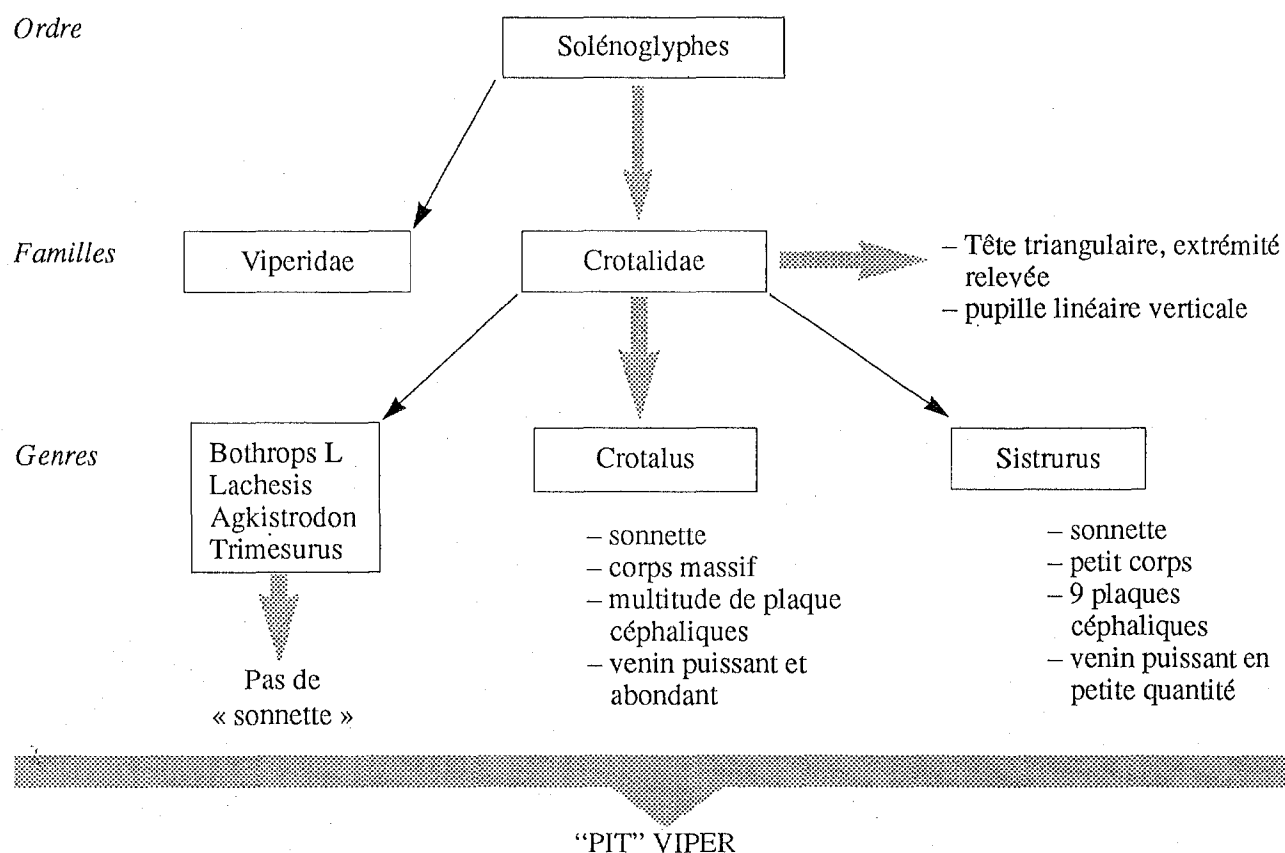 Ordre
Solénoglyphes
Familles
Viperidae
Crotalidae
– Tête triangulaire, extrémité
relevée
– pupille linéaire verticale
Genres
Bothrops L
Lachesis
Agkistrodon
Trimesurus
Pas de
« sonnette »
Crotalus
– sonnette
– corps massif
– multitude de plaque
céphaliques
– venin puissant et
abondant
Sistrurus
– sonnette
– petit corps
– 9 plaques
céphaliques
– venin puissant en
petite quantité
“PIT” VIPER